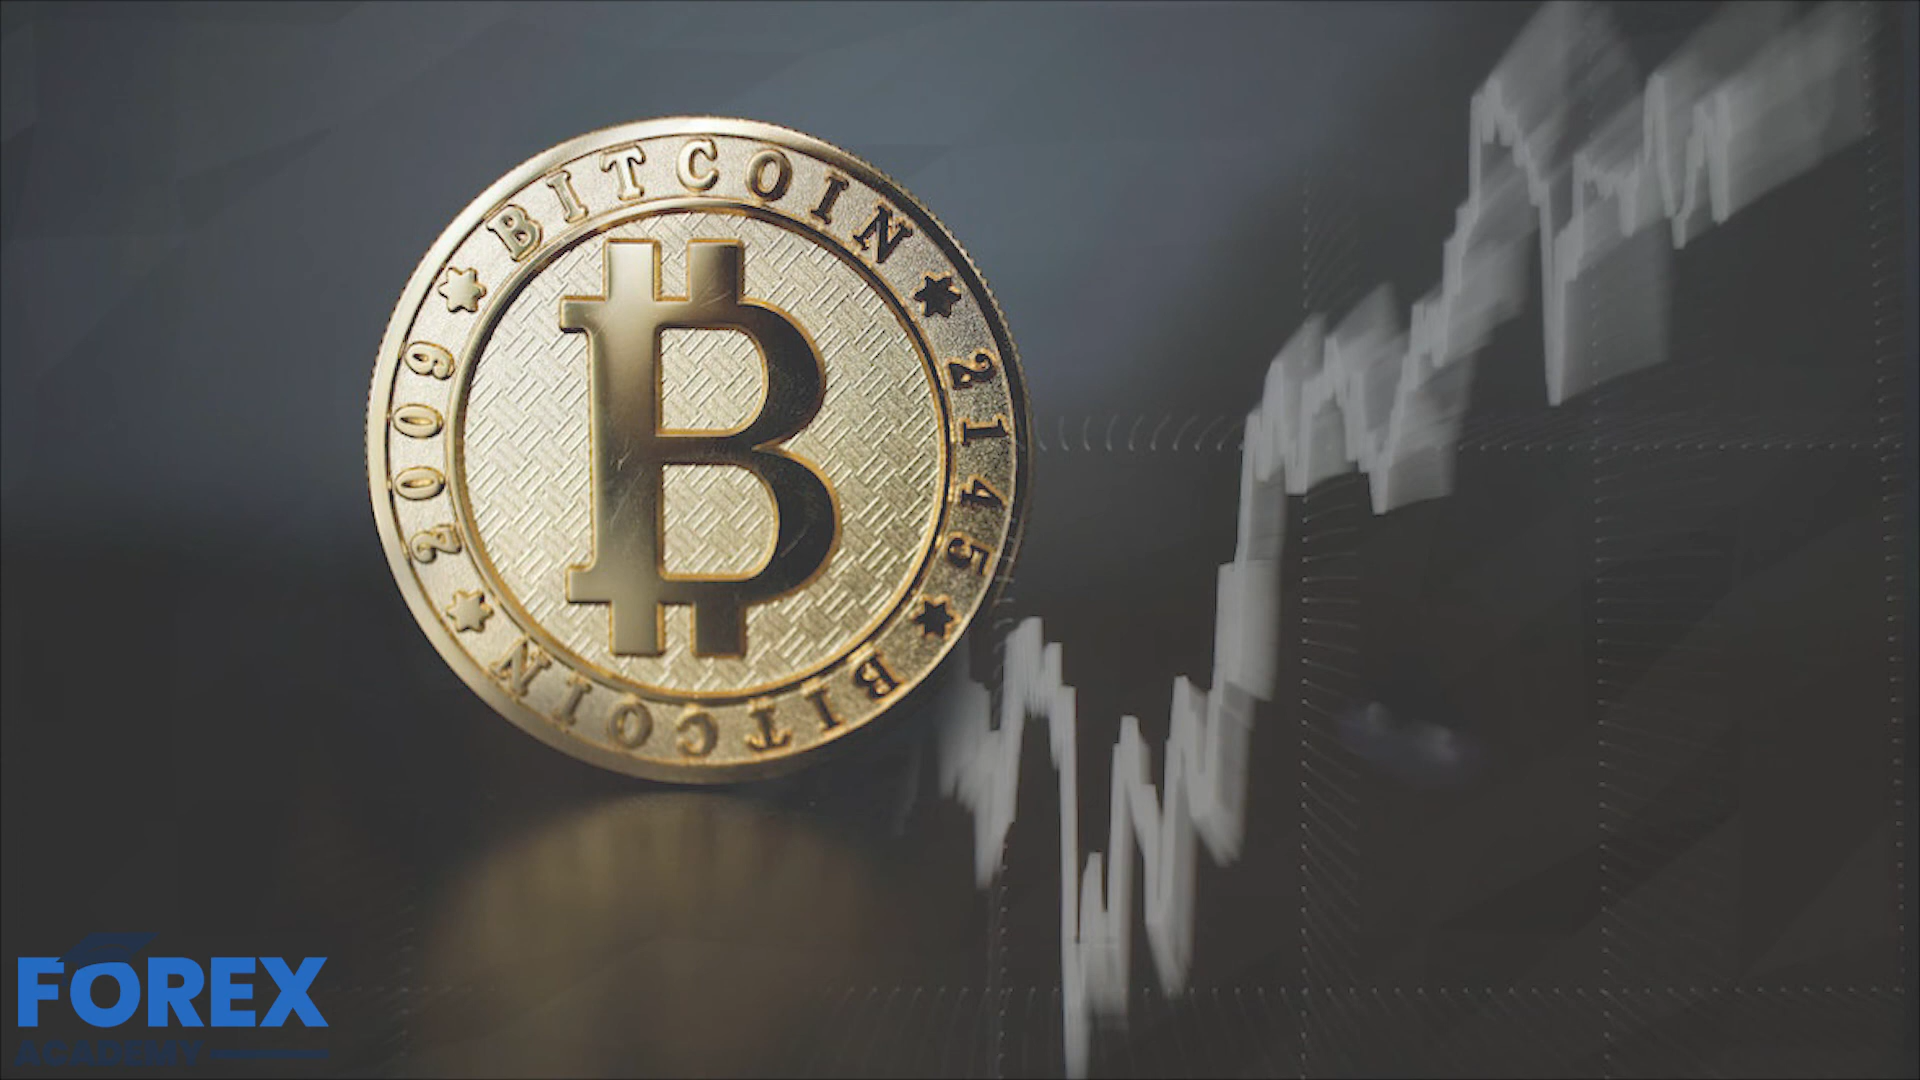 BITCOIN
2009
2145
BITCOIN
FOREX
ACADEMY